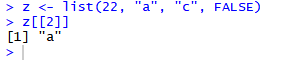 > z <- list(22, "a", "c", FALSE)
> z[[2]]
[1] "a"
>